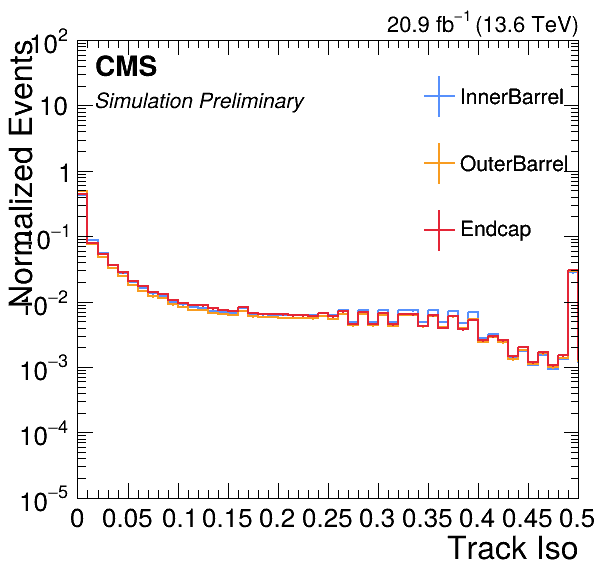 20.9 fb⁻¹ (13.6 TeV)
CMS
Simulation Preliminary
InnerBarrel
OuterBarrel
Endcap
Normalized Events
10²
10
1
10⁻¹
10⁻²
10⁻³
10⁻⁴
10⁻⁵
0 0.05 0.1 0.15 0.2 0.25 0.3 0.35 0.4 0.45 0.5
Track Iso